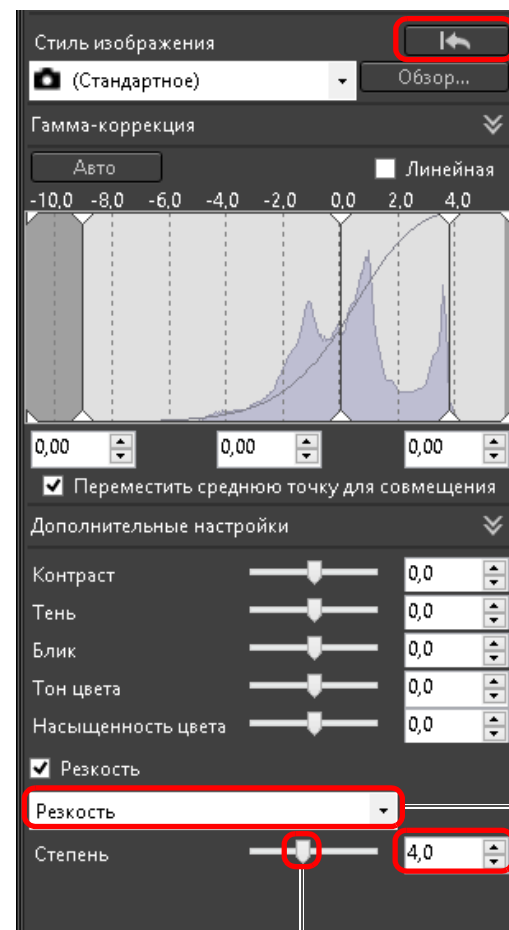 Стиль изображения
(Стандартное) Обзор...
Гамма-коррекция
Авто Линейная
-10,0 -8,0 -6,0 -4,0 -2,0 0,0 2,0 4,0
0,00 0,00 0,00
Переместить среднюю точку для совмещения
Дополнительные настройки
Контраст 0,0
Тень 0,0
Блик 0,0
Тон цвета 0,0
Насыщенность цвета 0,0
Резкость
Резкость
Степень 4,0